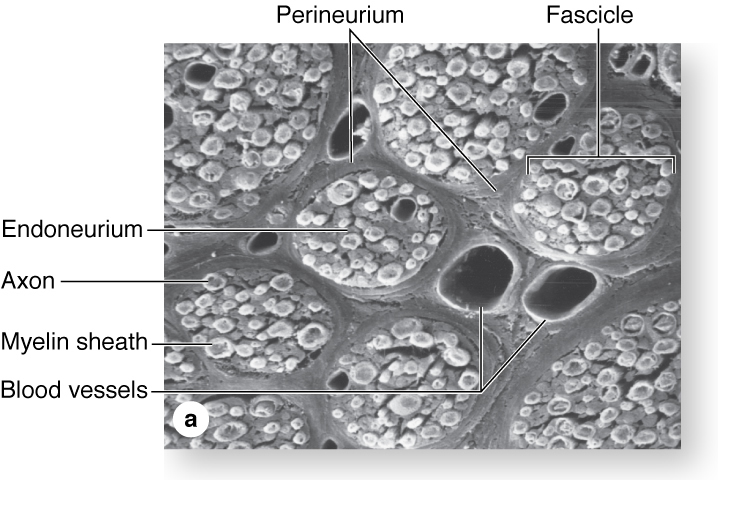 Perineurium
Fascicle
Endoneurium
Axon
Myelin sheath
Blood vessels
a